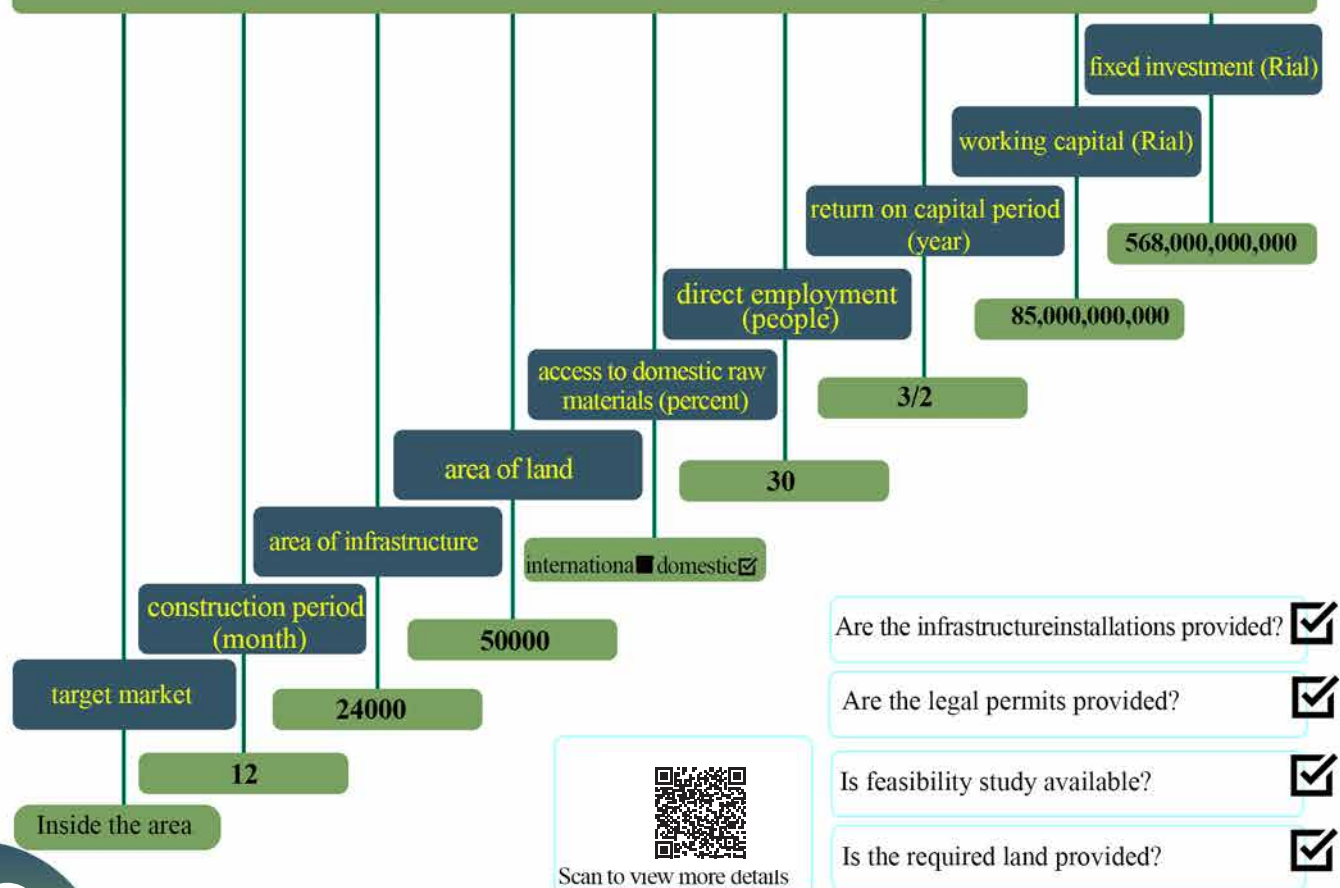 fixed investment (Rial)
568,000,000,000
working capital (Rial)
85,000,000,000
return on capital period
(year)
3/2
direct employment
(people)
30
access to domestic raw
materials (percent)
internationa■ domestic☑
area of land
50000
area of infrastructure
24000
construction period
(month)
12
target market
Inside the area
Are the infrastructureinstallations provided? ☑
Are the legal permits provided? ☑
Is feasibility study available? ☑
Is the required land provided? ☑
Scan to view more details